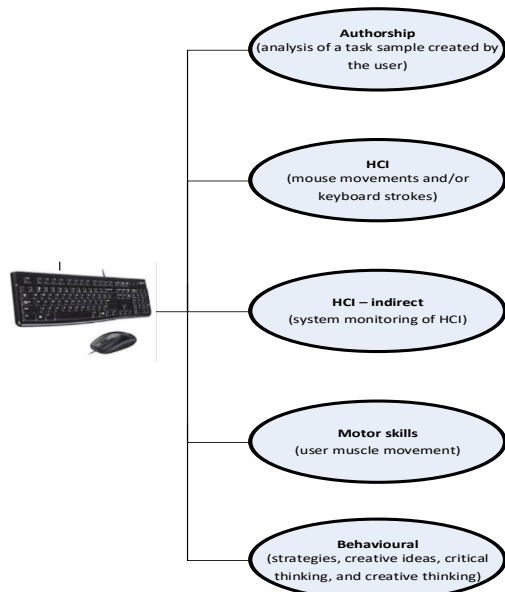 Authorship
(analysis of a task sample created by
the user)
HCI
(mouse movements and/or
keyboard strokes)
HCI – indirect
(system monitoring of HCI)
Motor skills
(user muscle movement)
Behavioural
(strategies, creative ideas, critical
thinking, and creative thinking)